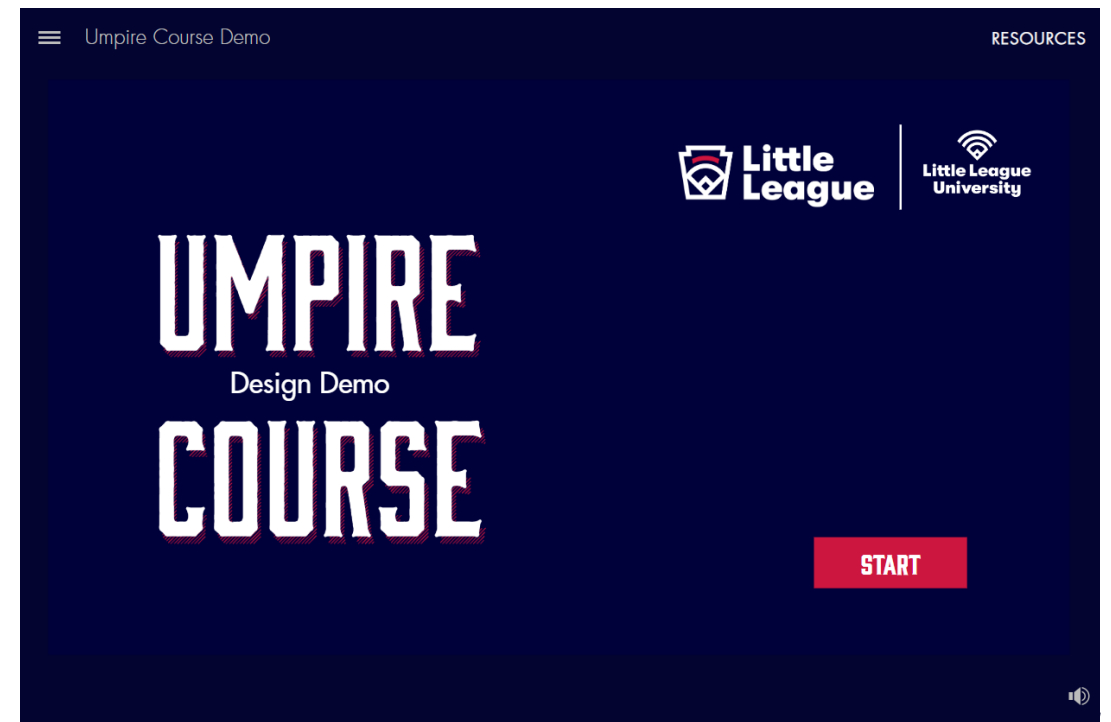 Umpire Course Demo
RESOURCES
Little
League
Little League
University
UMPIRE
Design Demo
COURSE
START